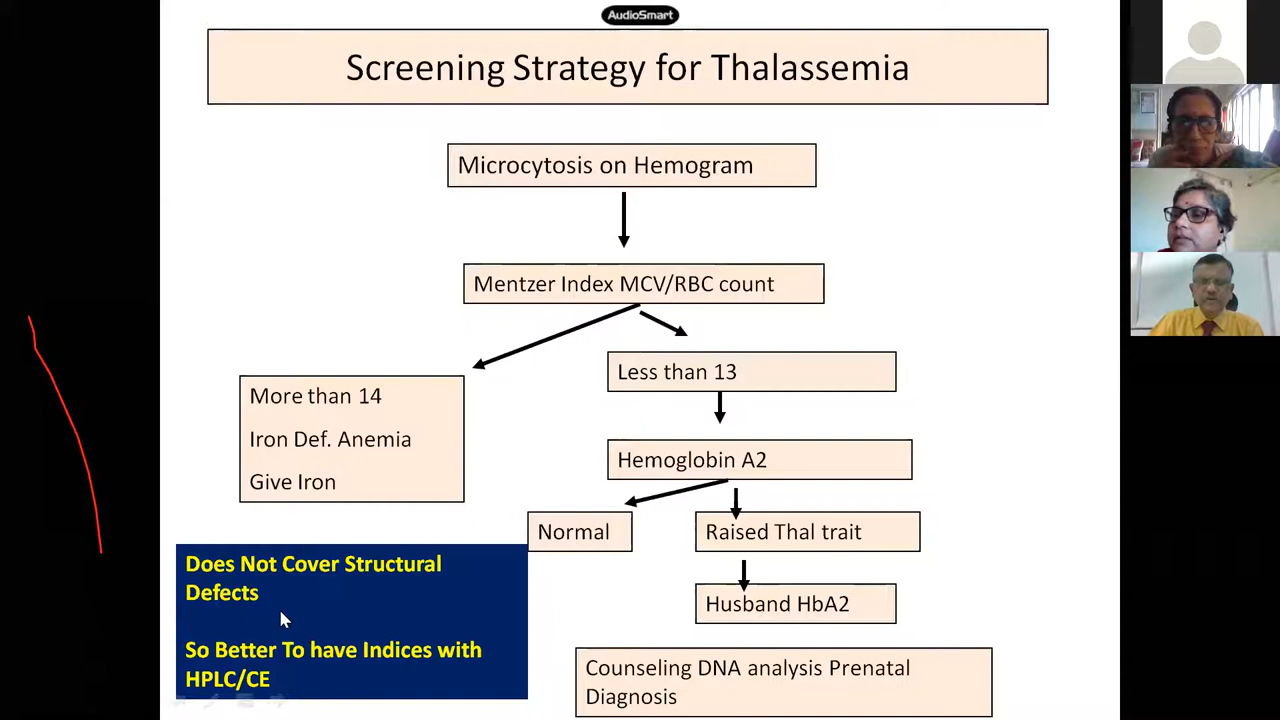 AudioSmart
Screening Strategy for Thalassemia
Microcytosis on Hemogram
Mentzer Index MCV/RBC count
Less than 13
More than 14
Iron Def. Anemia
Give Iron
Hemoglobin A2
Normal
Raised Thal trait
Does Not Cover Structural
Defects
So Better To have Indices with
HPLC/CE
Husband HbA2
Counseling DNA analysis Prenatal
Diagnosis